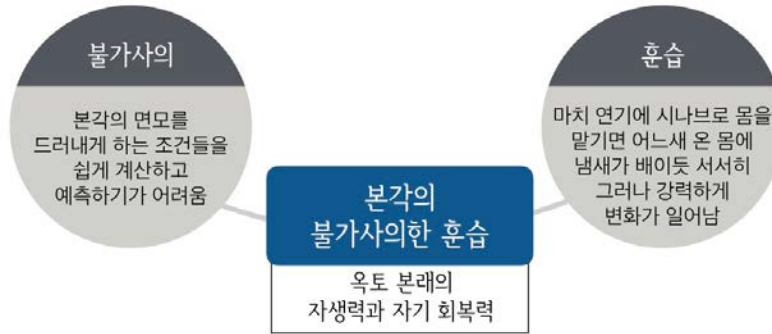 불가사의
본각의 면모를
드러내게 하는 조건들을
쉽게 계산하고
예측하기가 어려움
훈습
마치 연기에 시나브로 몸을
맡기면 어느새 온 몸에
냄새가 배이듯 서서히
그러나 강력하게
변화가 일어남
본각의
불가사의한 훈습
옥토 본래의
자생력과 자기 회복력